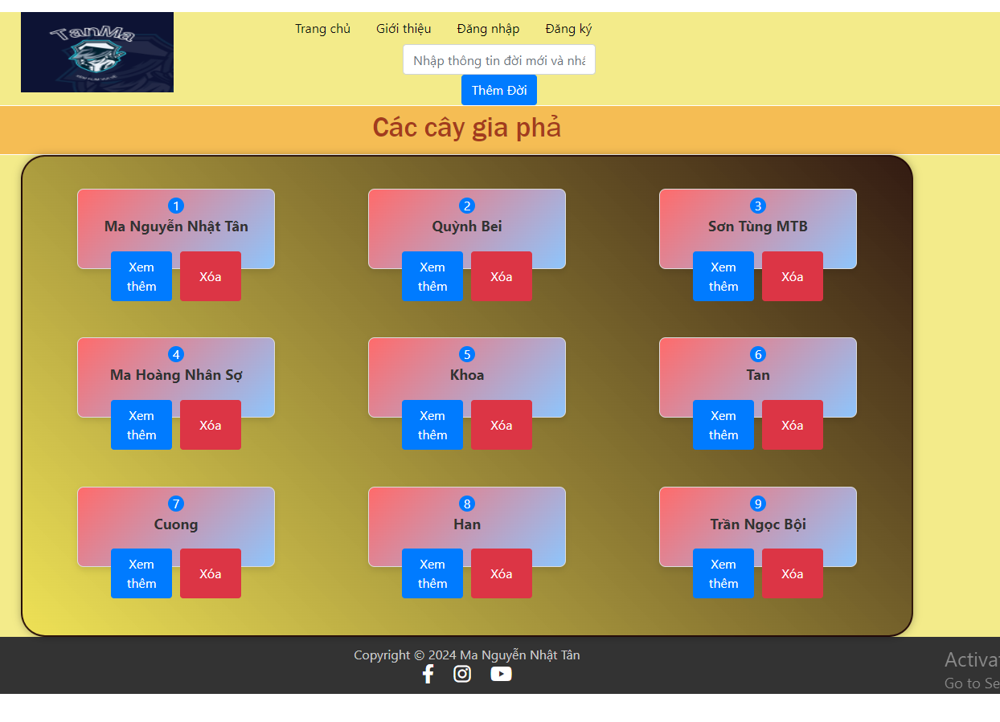 TanMa
Trang chủ Giới thiệu Đăng nhập Đăng ký
Nhập thông tin đời mới và nhấ
Thêm Đời
Các cây gia phả
1 2 3
Ma Nguyễn Nhật Tân Quỳnh Bei Sơn Tùng MTB
Xem thêm Xóa Xem thêm Xóa Xem thêm Xóa
4 5 6
Ma Hoàng Nhân Sợ Khoa Tan
Xem thêm Xóa Xem thêm Xóa Xem thêm Xóa
7 8 9
Cuong Han Trần Ngọc Bội
Xem thêm Xóa Xem thêm Xóa Xem thêm Xóa
Copyright © 2024 Ma Nguyễn Nhật Tân
Activa
Go to Se